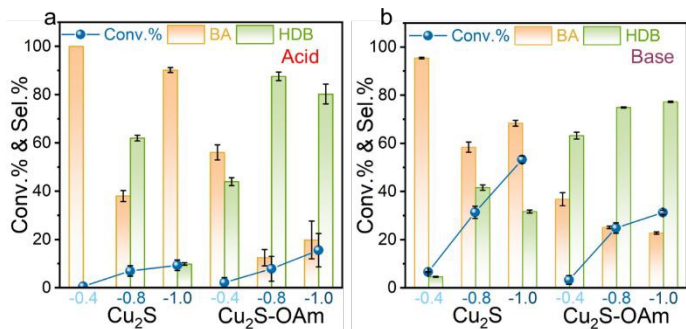 a
Conv.% BA HDB
Acid
Conv.% & Sel.%
100
80
60
40
20
0
-0.4 -0.8 -1.0 -0.4 -0.8 -1.0
Cu₂S Cu₂S-OAm
b
Conv.% BA HDB
Base
Conv.% & Sel.%
100
80
60
40
20
0
-0.4 -0.8 -1.0 -0.4 -0.8 -1.0
Cu₂S Cu₂S-OAm